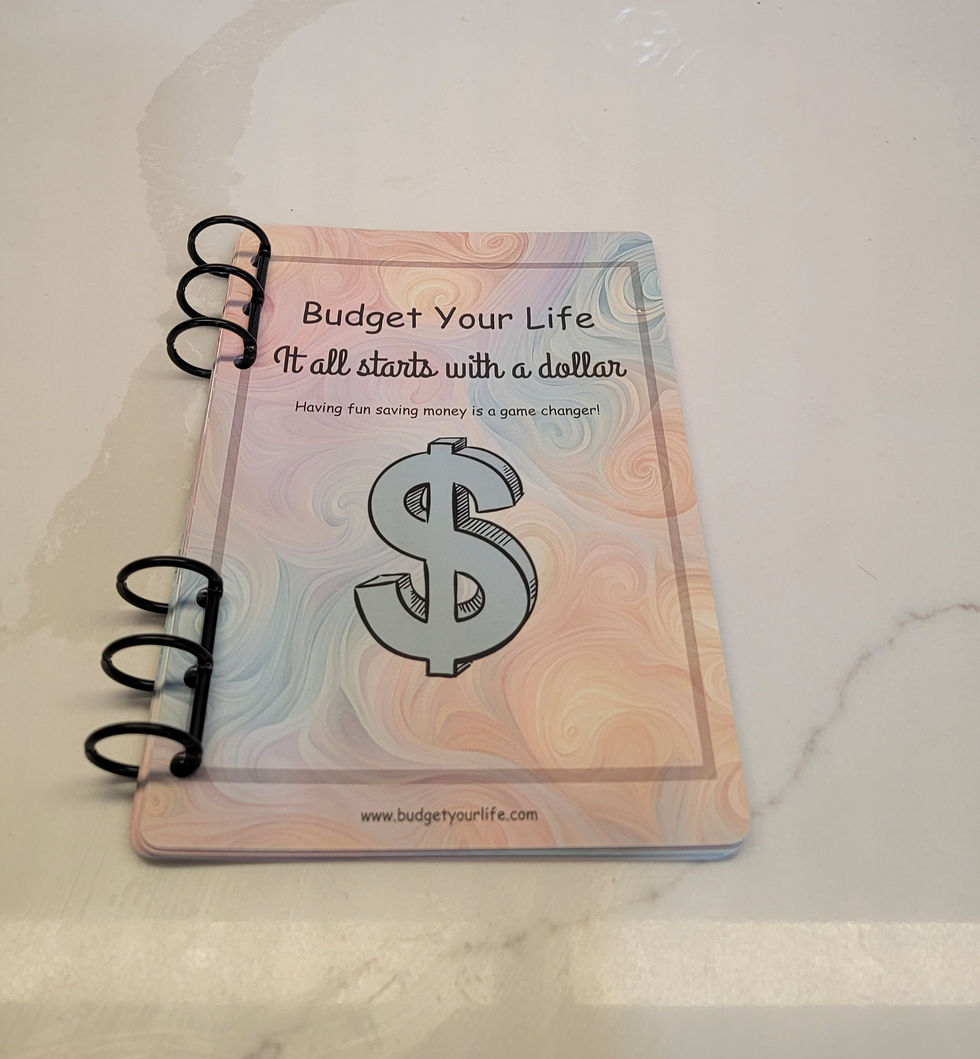 Budget Your Life
It all starts with a dollar
Having fun saving money is a game changer!
$
www.budgetyourlife.com